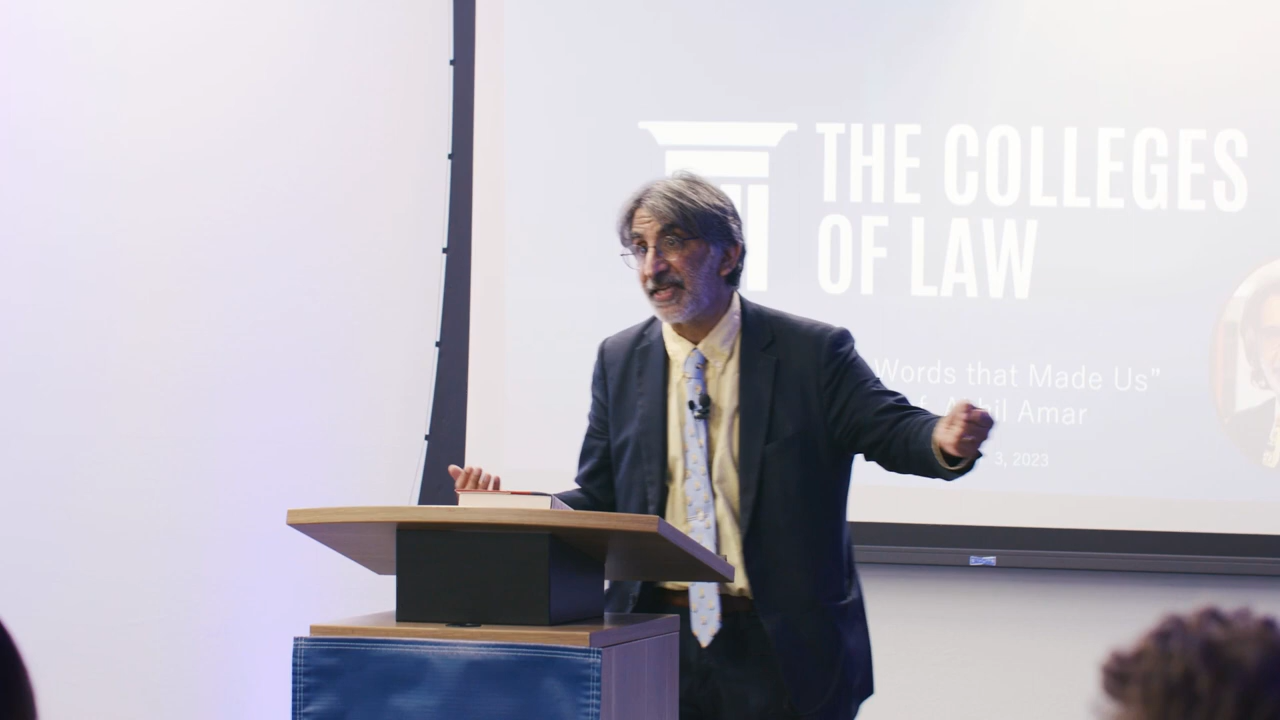 THE COLLEGES
OF LAW
Words that Made Us"
Amar
3, 2023